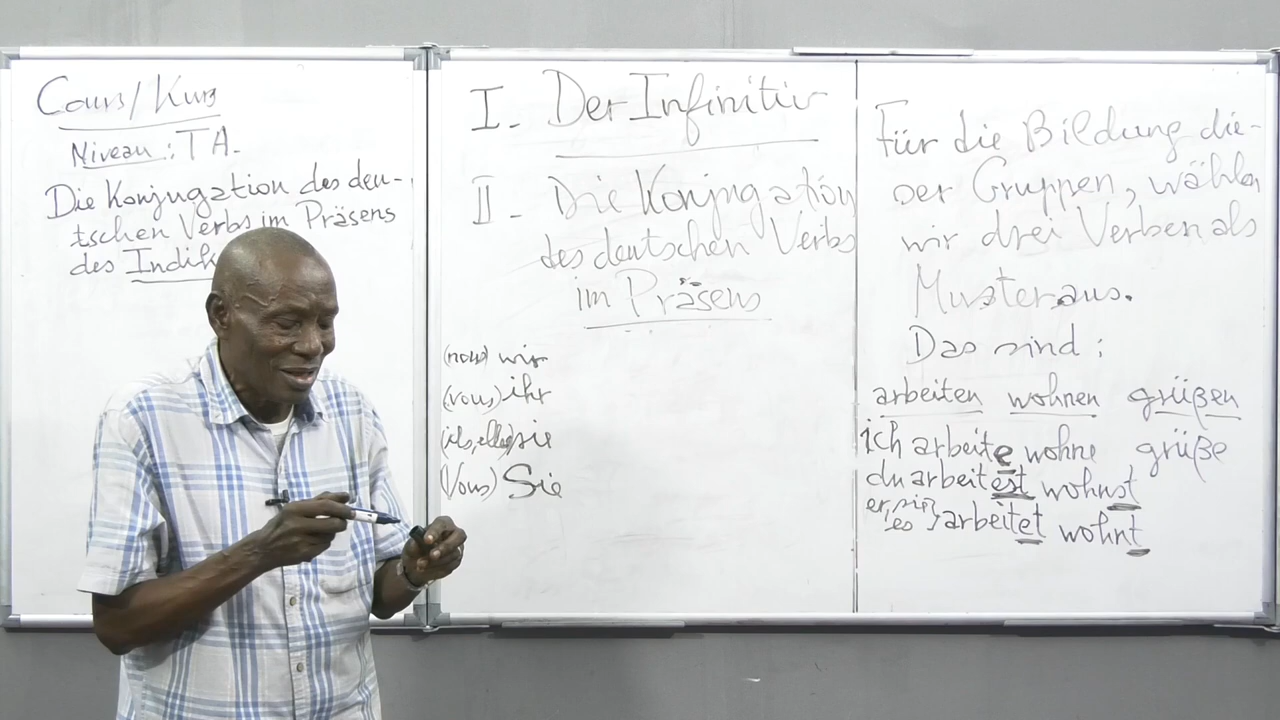 Cours/Kurs
Niveau : TA.
Die Konjugation des deu-
tschen Verbs im Präsens
des Indik
I. Der Infinitiv
II - Die Konjugation
des deutschen Verbs
im Präsens
(nous) wir
(vous) ihr
(ils, elles) sie
(Vous) Sie
Für die Bildung die-
ser Gruppen, wählen
wir drei Verben als
Muster aus.
Das sind :
arbeiten wohnen grüßen
ich arbeite wohne grüße
du arbeitest wohnst
er, sie, es } arbeitet wohnt